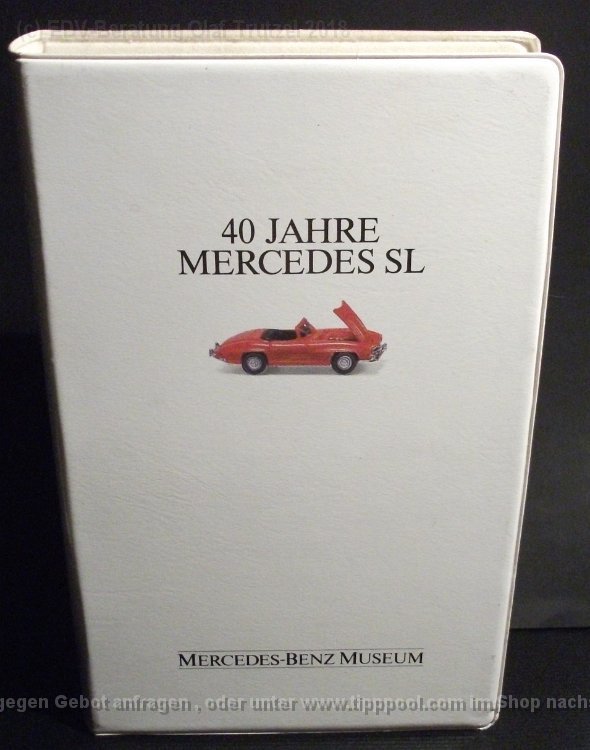 (c) EDV-Beratung Olaf Trutzel 2018
40 JAHRE
MERCEDES SL
MERCEDES-BENZ MUSEUM
gegen Gebot anfragen , oder unter www.tipppool.com im Shop nachs